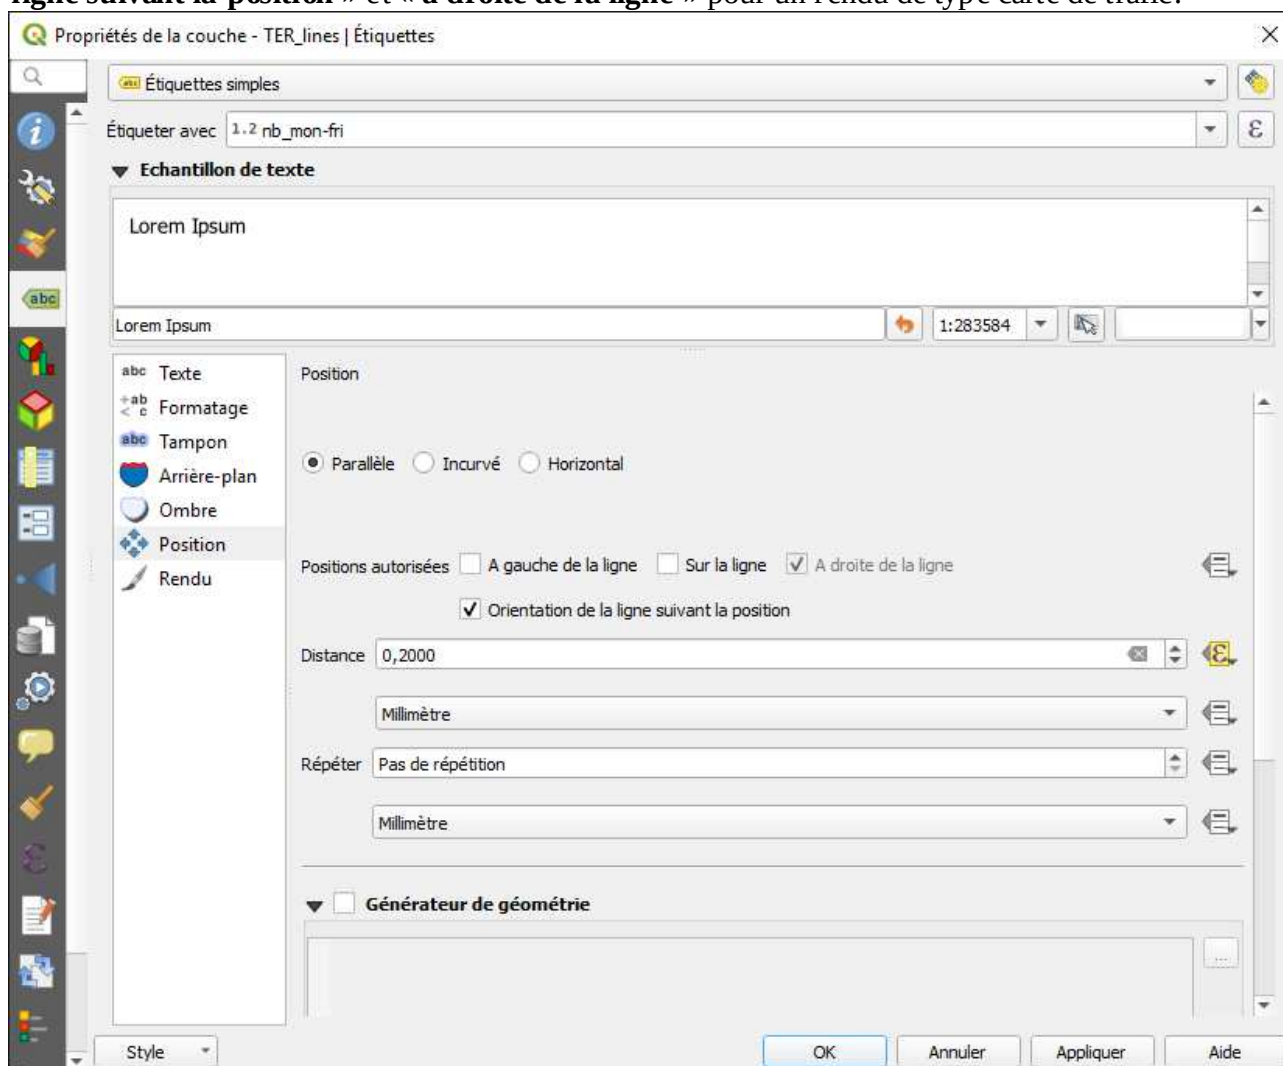 ligne suivant la position » et « à droite de la ligne » pour un rendu de type carte de trafic.
Propriétés de la couche - TER_lines | Étiquettes
abc Étiquettes simples
Étiqueter avec 1.2 nb_mon-fri ε
Echantillon de texte
Lorem Ipsum
abc
Lorem Ipsum 1:283584
abc Texte
Position
+ab < c Formatage
abc Tampon
Arrière-plan
Parallèle Incurvé Horizontal
Ombre
Position
Positions autorisées A gauche de la ligne Sur la ligne A droite de la ligne
Rendu
Orientation de la ligne suivant la position
Distance 0,2000 ε
Millimètre
Répéter Pas de répétition
Millimètre
ε
Générateur de géométrie
...
Style OK Annuler Appliquer Aide